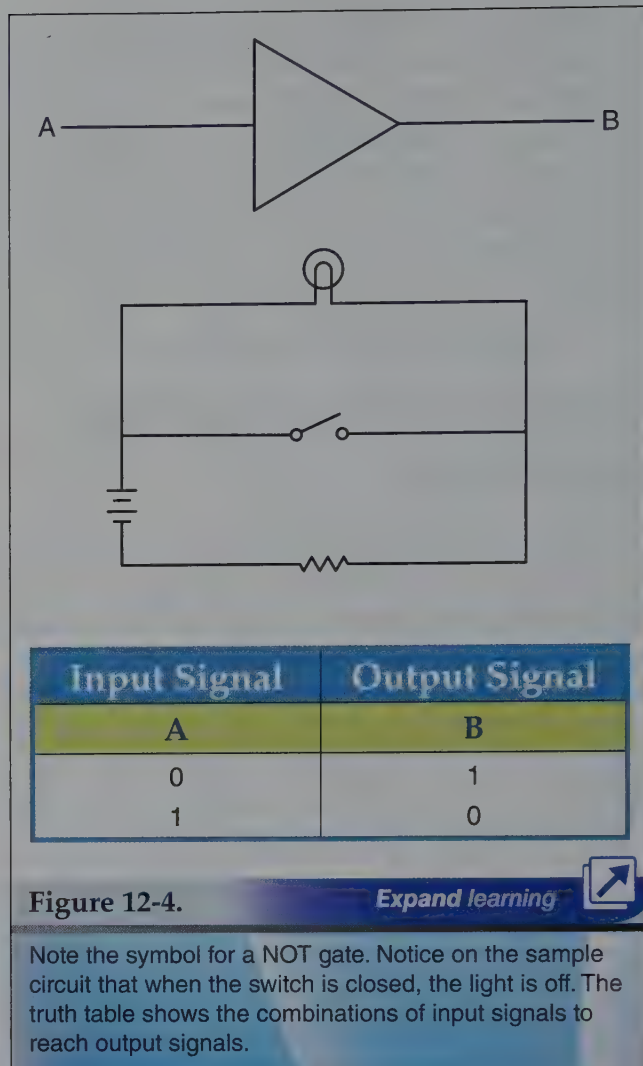 A B
Input Signal Output Signal
A B
0 1
1 0
Figure 12-4. Expand learning
Note the symbol for a NOT gate. Notice on the sample
circuit that when the switch is closed, the light is off. The
truth table shows the combinations of input signals to
reach output signals.